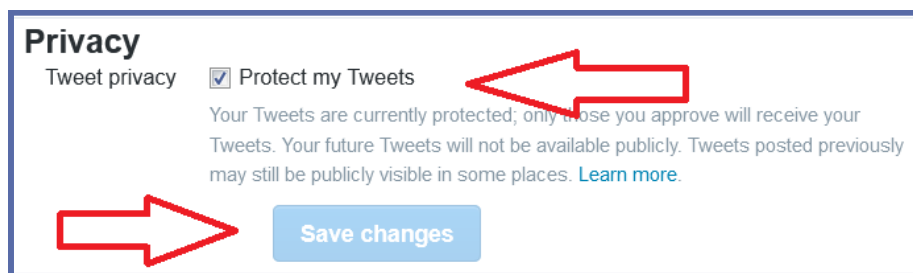 Privacy
Tweet privacy Protect my Tweets
Your Tweets are currently protected; only those you approve will receive your
Tweets. Your future Tweets will not be available publicly. Tweets posted previously
may still be publicly visible in some places. Learn more.
Save changes